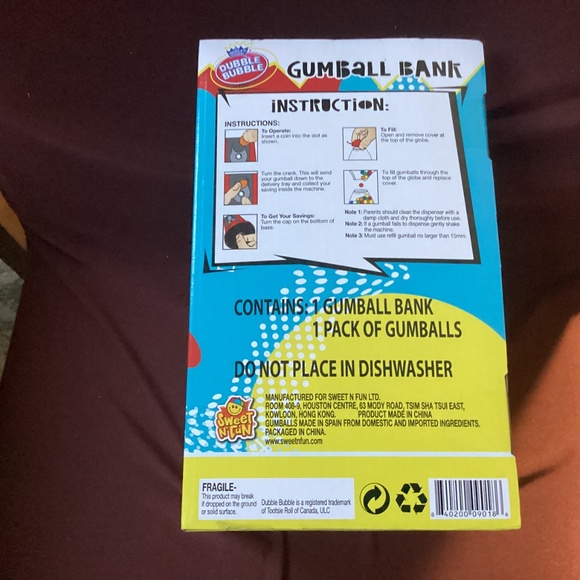 DUBBLE
BUBBLE
GUMBALL BANK
INSTRUCTION:
INSTRUCTIONS:
To Operate:
Insert a coin into the slot as
shown.
Turn the crank. This will send
your gumball down to the
delivery tray and collect your
saving inside the machine.
To Get Your Savings:
Turn the cap on the bottom of
base.
To Fill:
Open and remove cover at
the top of the globe.
To fill gumballs through the
top of the globe and replace
cover.
Note 1: Parents should clean the dispenser with a
damp cloth and dry thoroughly before use.
Note 2: If a gumball fails to dispense gently shake
the machine.
Note 3: Must use refill gumball no larger than 15mm.
CONTAINS: 1 GUMBALL BANK
1 PACK OF GUMBALLS
DO NOT PLACE IN DISHWASHER
Sweet
N Fun
MANUFACTURED FOR SWEET N FUN LTD.
ROOM 408-9, HOUSTON CENTRE, 63 MODY ROAD, TSIM SHA TSUI EAST,
KOWLOON, HONG KONG. PRODUCT MADE IN CHINA
GUMBALLS MADE IN SPAIN FROM DOMESTIC AND IMPORTED INGREDIENTS.
PACKAGED IN CHINA.
www.sweetnfun.com
FRAGILE-
This product may break
if dropped on the ground
or solid surface.
Dubble Bubble is a registered trademark
of Tootsie Roll of Canada, ULC
8 40200 09018 6